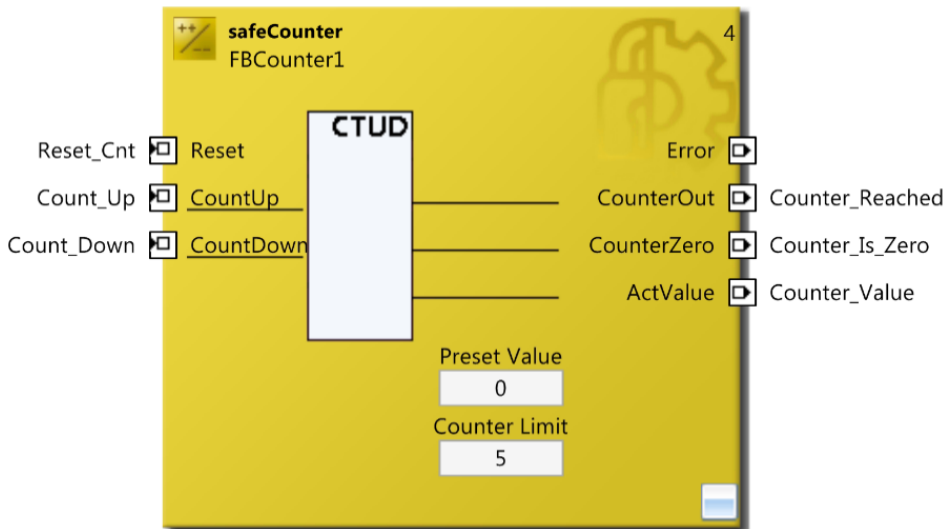 ++
--
safeCounter
FBCounter1
4
CTUD
Reset_Cnt Reset Error
Count_Up CountUp CounterOut Counter_Reached
Count_Down CountDown CounterZero Counter_Is_Zero
ActValue Counter_Value
Preset Value
0
Counter Limit
5